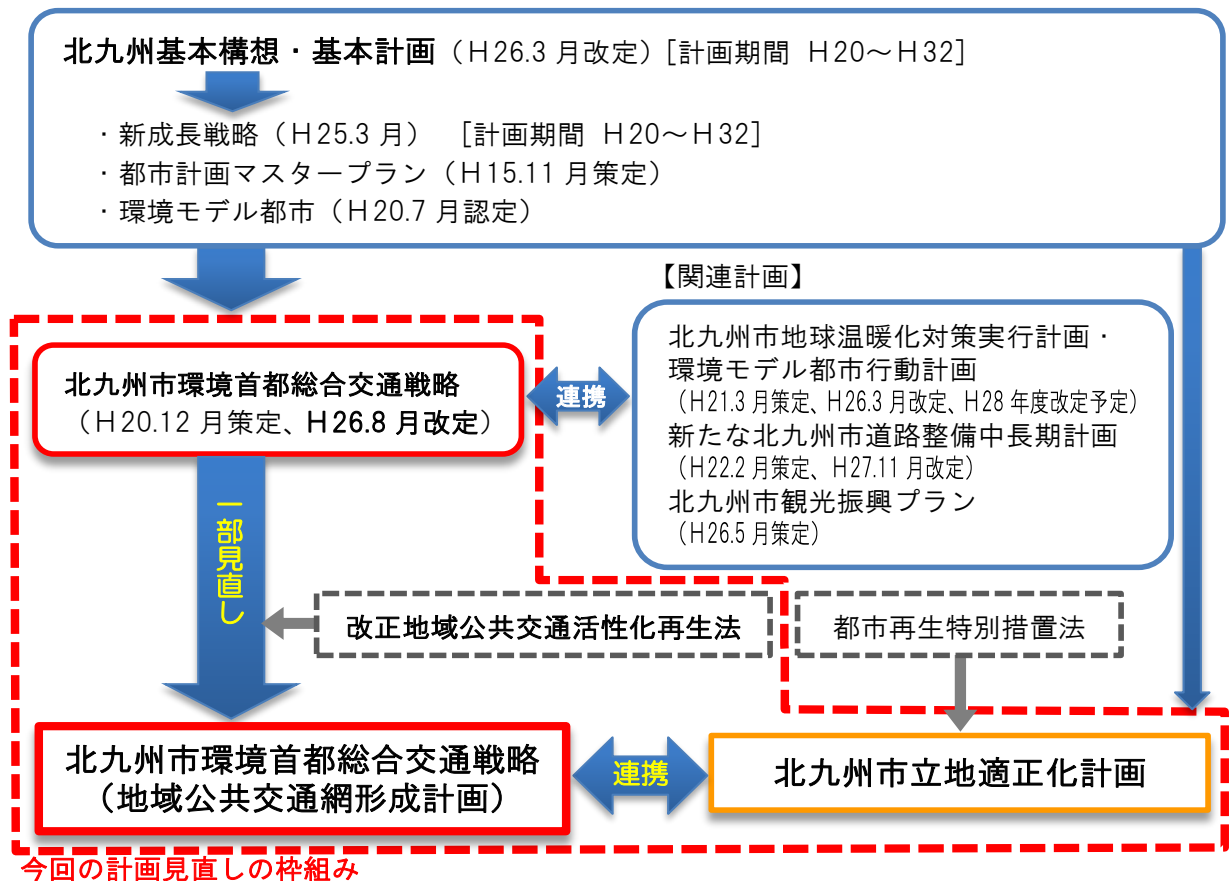 北九州基本構想・基本計画（H26.3月改定）[計画期間 H20～H32]
・新成長戦略（H25.3月） [計画期間 H20～H32]
・都市計画マスタープラン（H15.11月策定）
・環境モデル都市（H20.7月認定）
【関連計画】
北九州市地球温暖化対策実行計画・
環境モデル都市行動計画
（H21.3月策定、H26.3月改定、H28年度改定予定）
新たな北九州市道路整備中長期計画
（H22.2月策定、H27.11月改定）
北九州市観光振興プラン
（H26.5月策定）
北九州市環境首都総合交通戦略
（H20.12月策定、H26.8月改定）
連携
一部見直し
改正地域公共交通活性化再生法
都市再生特別措置法
北九州市環境首都総合交通戦略
（地域公共交通網形成計画）
連携
北九州市立地適正化計画
今回の計画見直しの枠組み